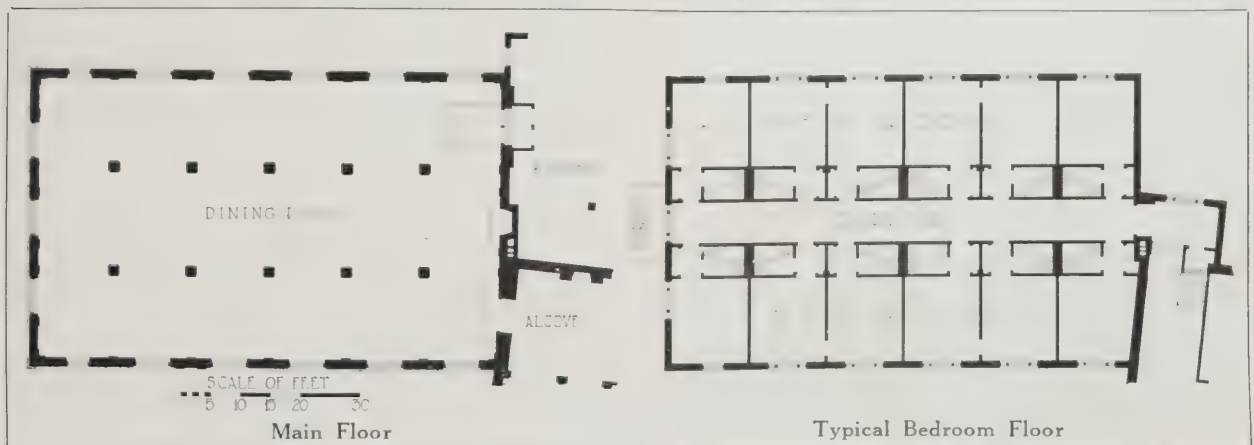 DINING
ALCOVE
SCALE OF FEET
5 10 15 20 30
Main Floor
Typical Bedroom Floor